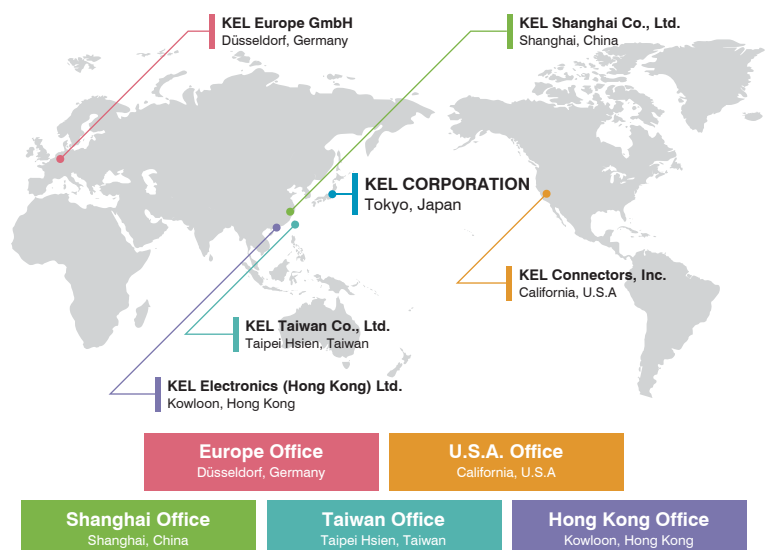 KEL Europe GmbH
Düsseldorf, Germany
KEL Shanghai Co., Ltd.
Shanghai, China
KEL CORPORATION
Tokyo, Japan
KEL Connectors, Inc.
California, U.S.A
KEL Taiwan Co., Ltd.
Taipei Hsien, Taiwan
KEL Electronics (Hong Kong) Ltd.
Kowloon, Hong Kong
Europe Office
Düsseldorf, Germany
U.S.A. Office
California, U.S.A
Shanghai Office
Shanghai, China
Taiwan Office
Taipei Hsien, Taiwan
Hong Kong Office
Kowloon, Hong Kong